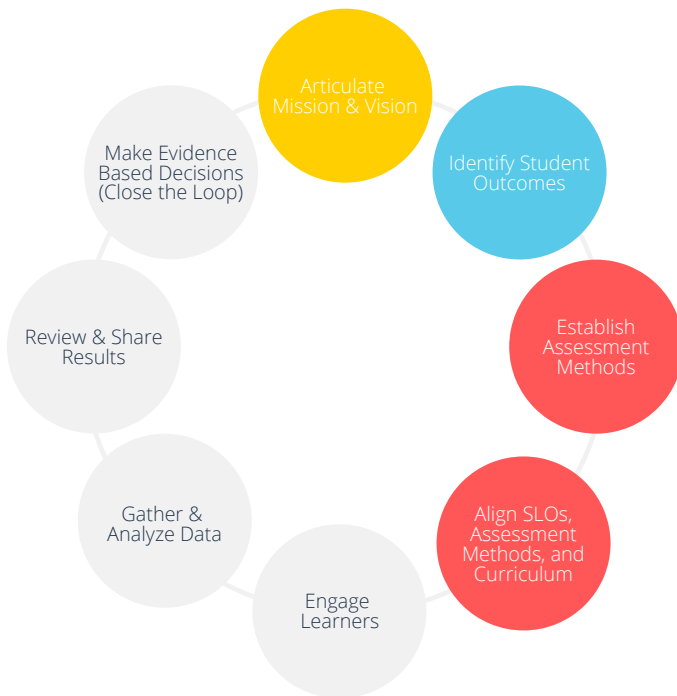 Articulate
Mission & Vision
Identify Student
Outcomes
Establish
Assessment
Methods
Align SLOs,
Assessment
Methods, and
Curriculum
Engage
Learners
Gather &
Analyze Data
Review & Share
Results
Make Evidence
Based Decisions
(Close the Loop)